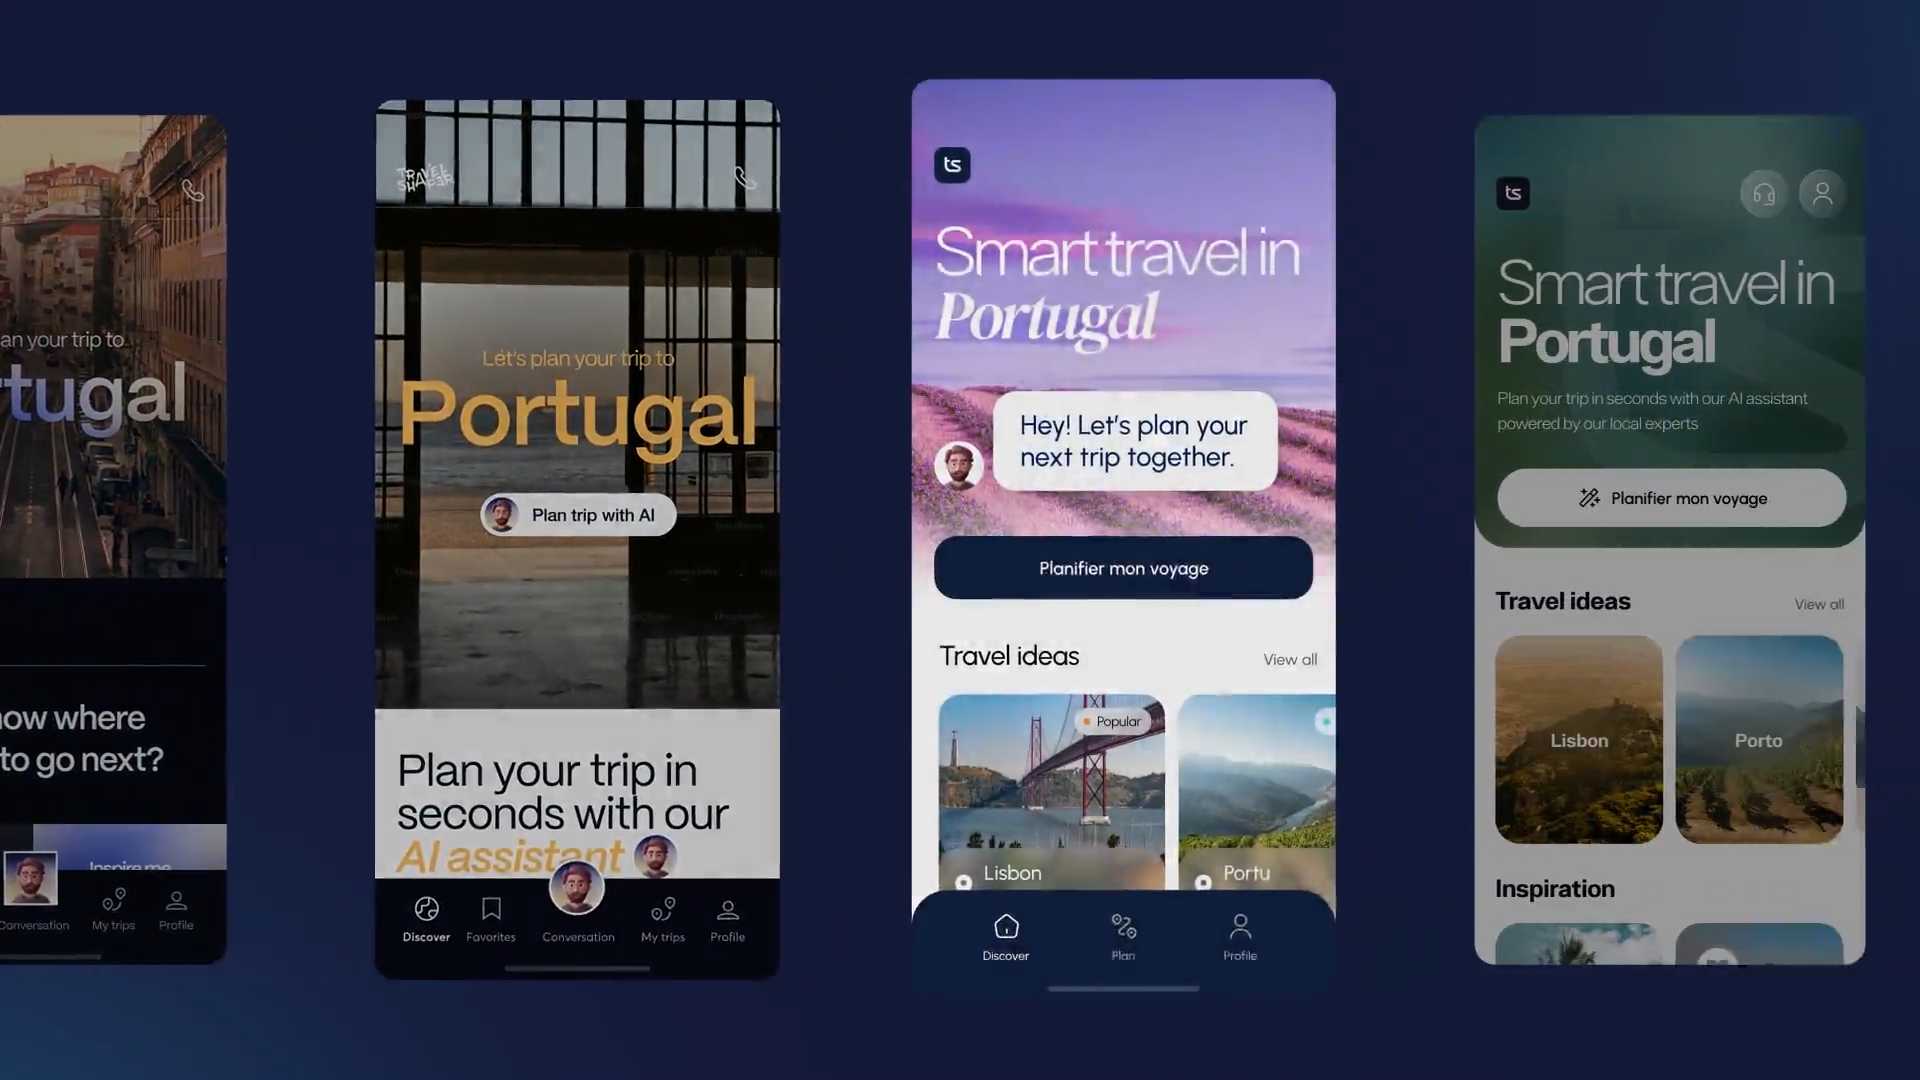 an your trip to
rtugal
now where
to go next?
Inspire me
Conversation
My trips
Profile
TRAVEL
SHAPER
Let's plan your trip to
Portugal
Plan trip with AI
Plan your trip in
seconds with our
AI assistant
Discover
Favorites
Conversation
My trips
Profile
ts
Smart travel in
Portugal
Hey! Let's plan your
next trip together.
Planifier mon voyage
Travel ideas
View all
Popular
Lisbon
Portu
Discover
Plan
Profile
ts
Smart travel in
Portugal
Plan your trip in seconds with our AI assistant
powered by our local experts
Planifier mon voyage
Travel ideas
View all
Lisbon
Porto
Inspiration